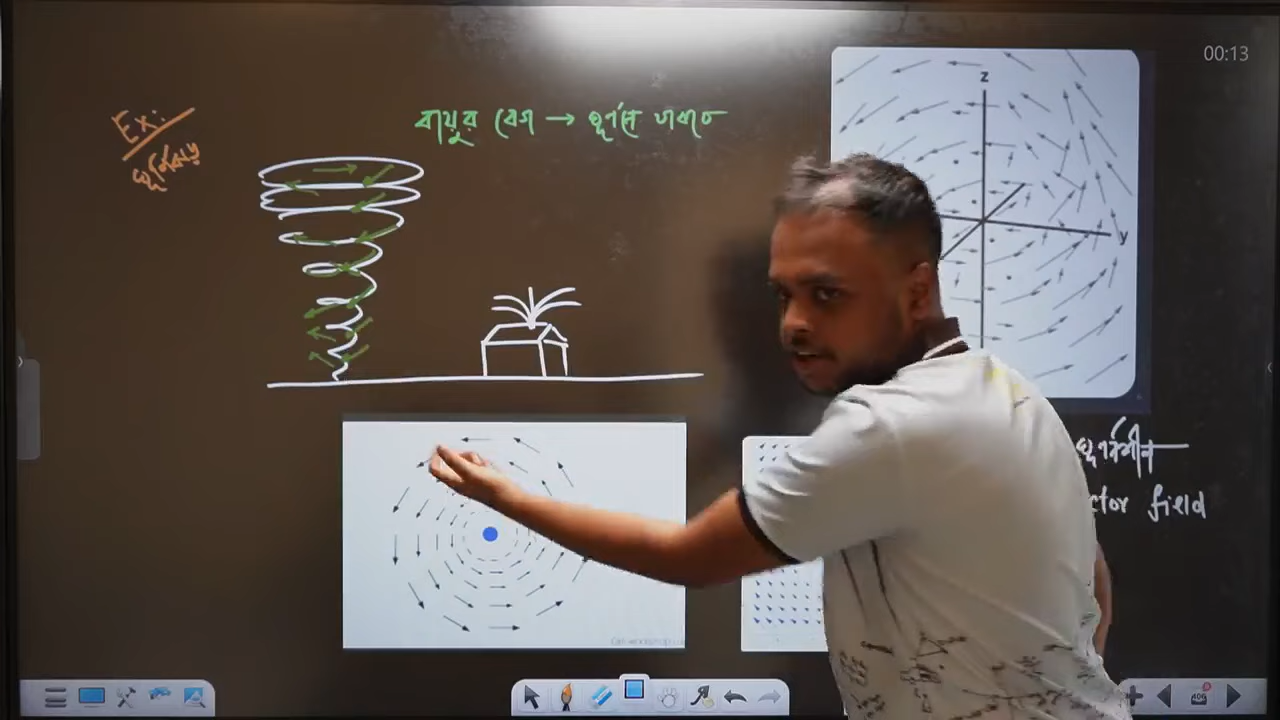 00:13
Ex:
ঘূর্ণিঝড়
বায়ুর বেগ → ঘূর্ণন
z
y
ঘূর্ণনশীল
ctor field